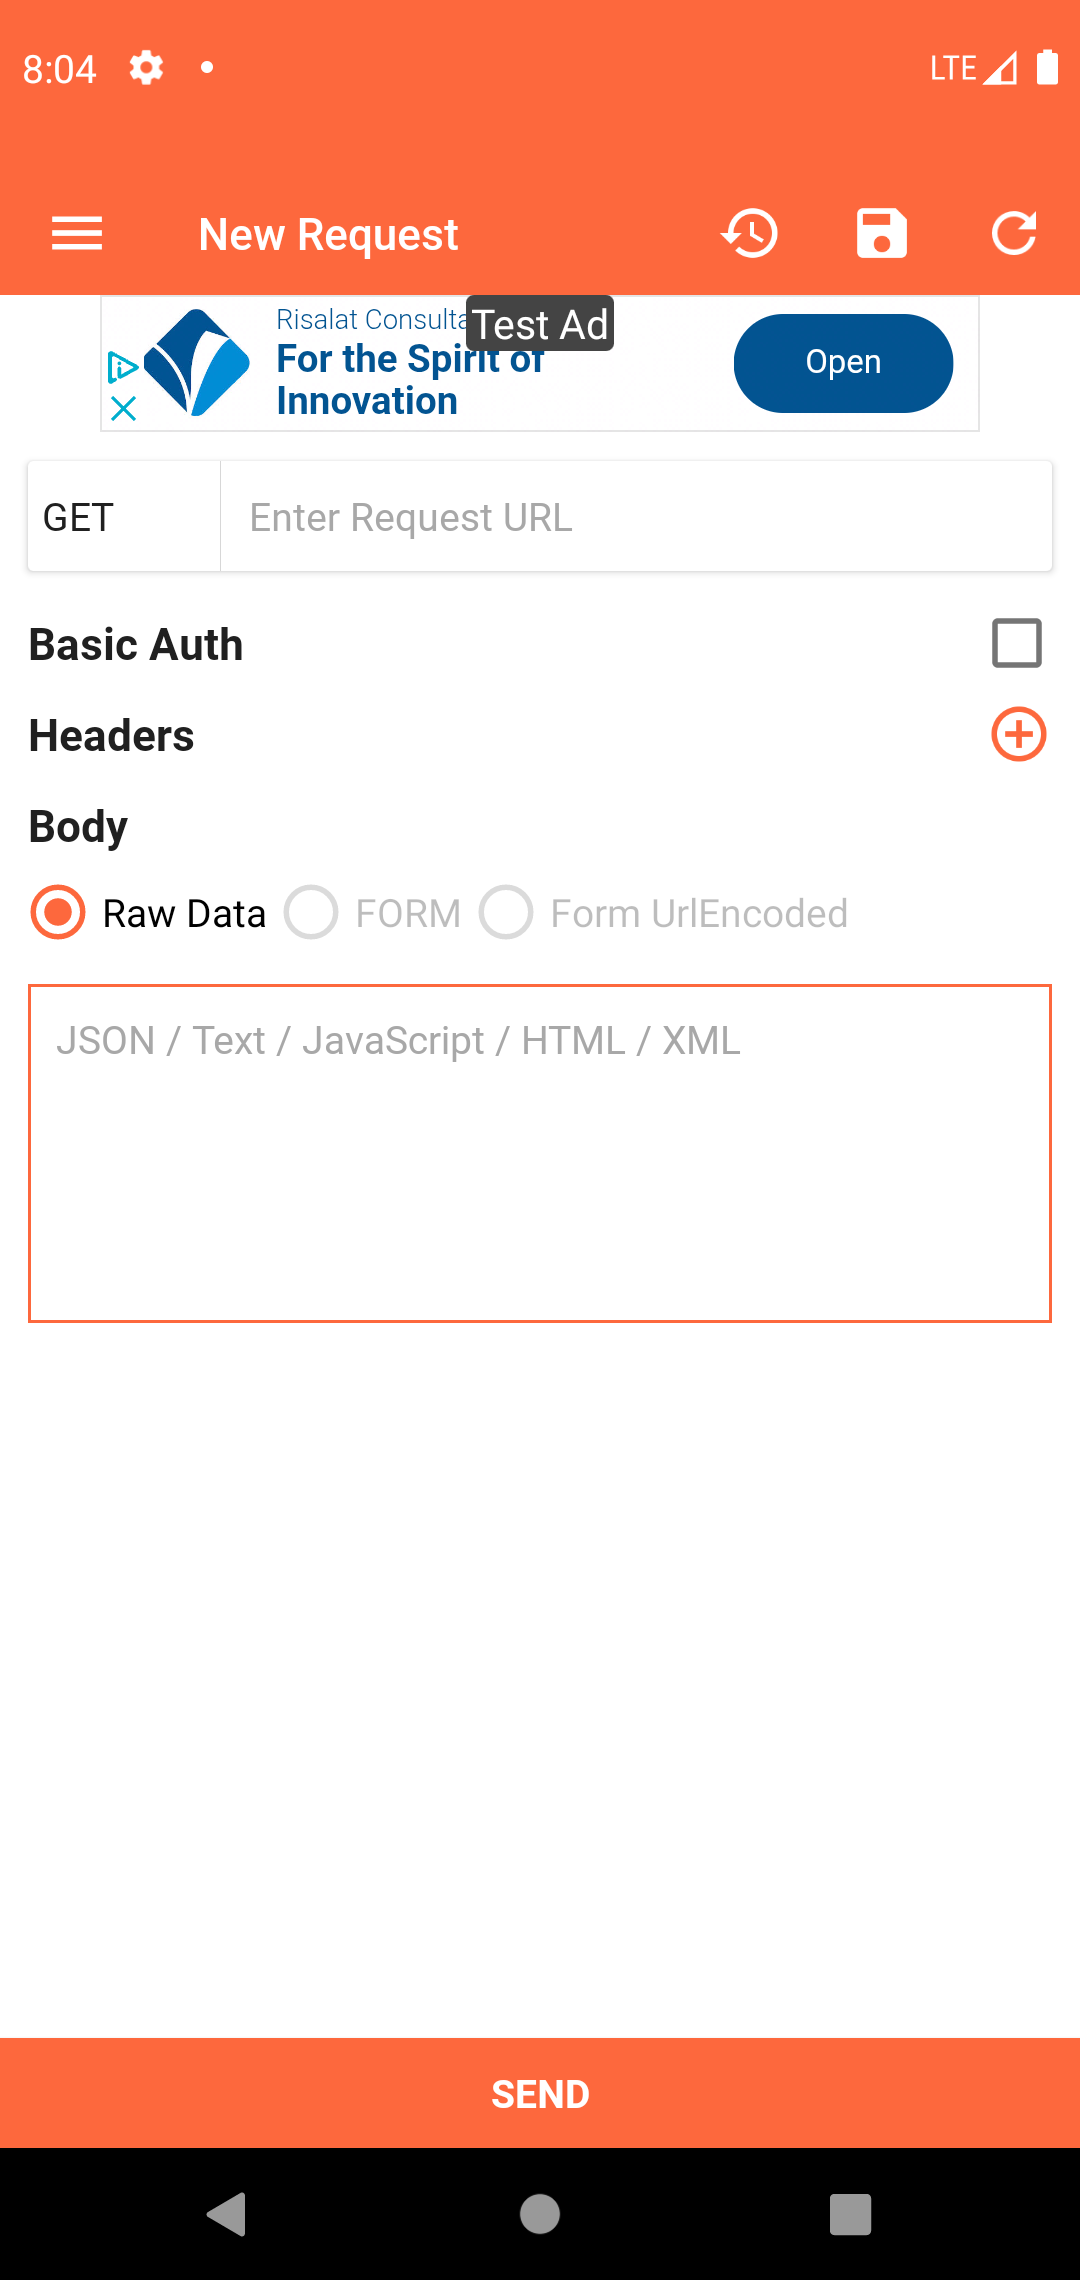 8:04
LTE
New Request
Risalat Consulta
Test Ad
For the Spirit of
Innovation
Open
GET
Enter Request URL
Basic Auth
Headers
Body
Raw Data
FORM
Form UrlEncoded
JSON / Text / JavaScript / HTML / XML
SEND